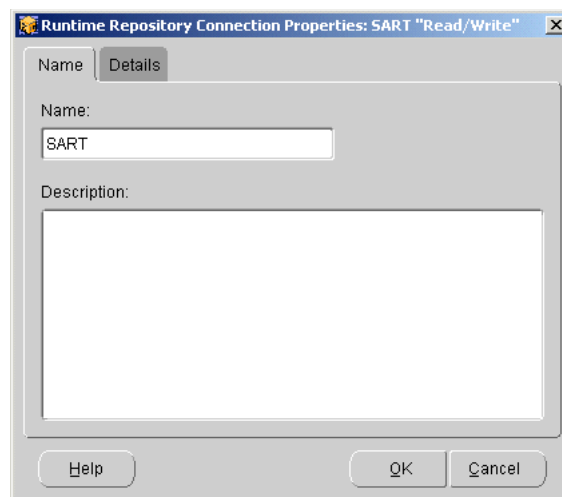 Runtime Repository Connection Properties: SART "Read/Write"
Name Details
Name:
SART
Description:
Help OK Cancel